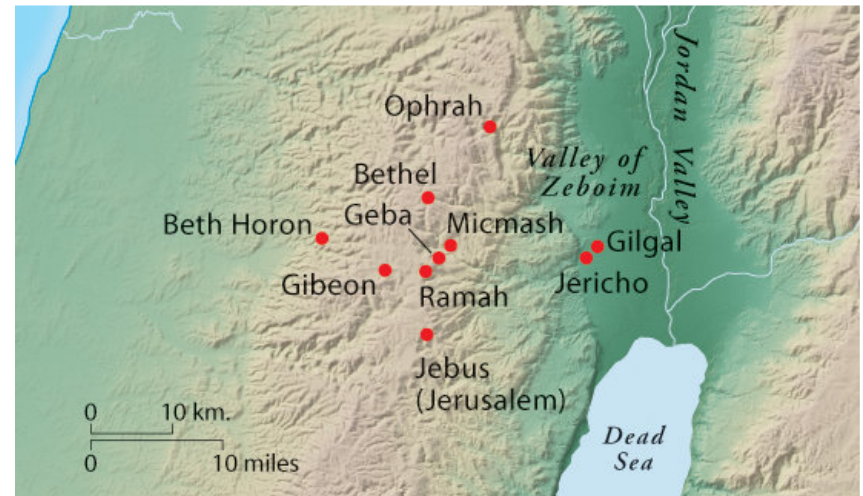 Ophrah
Jordan Valley
Valley of
Zeboim
Bethel
Geba
Micmash
Beth Horon
Gilgal
Gibeon
Ramah
Jericho
Jebus
(Jerusalem)
0 10 km.
0 10 miles
Dead
Sea